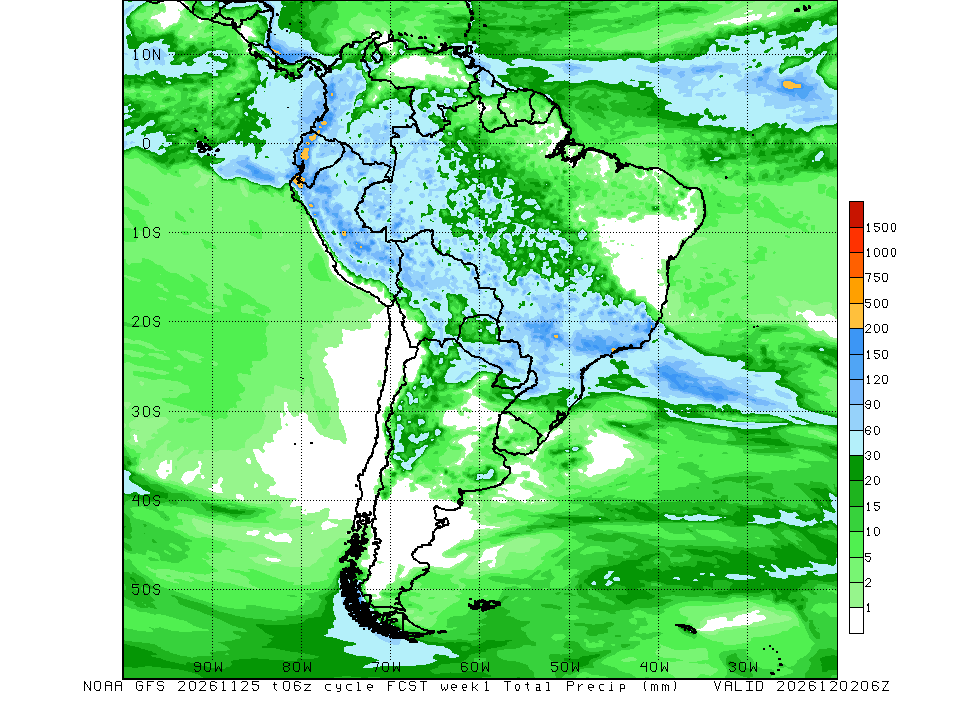 10N
0
10S
20S
30S
40S
50S
90W 80W 70W 60W 50W 40W 30W
1500
1000
750
500
200
150
120
90
60
30
20
15
10
5
2
1
NOAA GFS 20261125 t06z cycle FCST week1 Total Precip (mm) VALID 2026120206Z